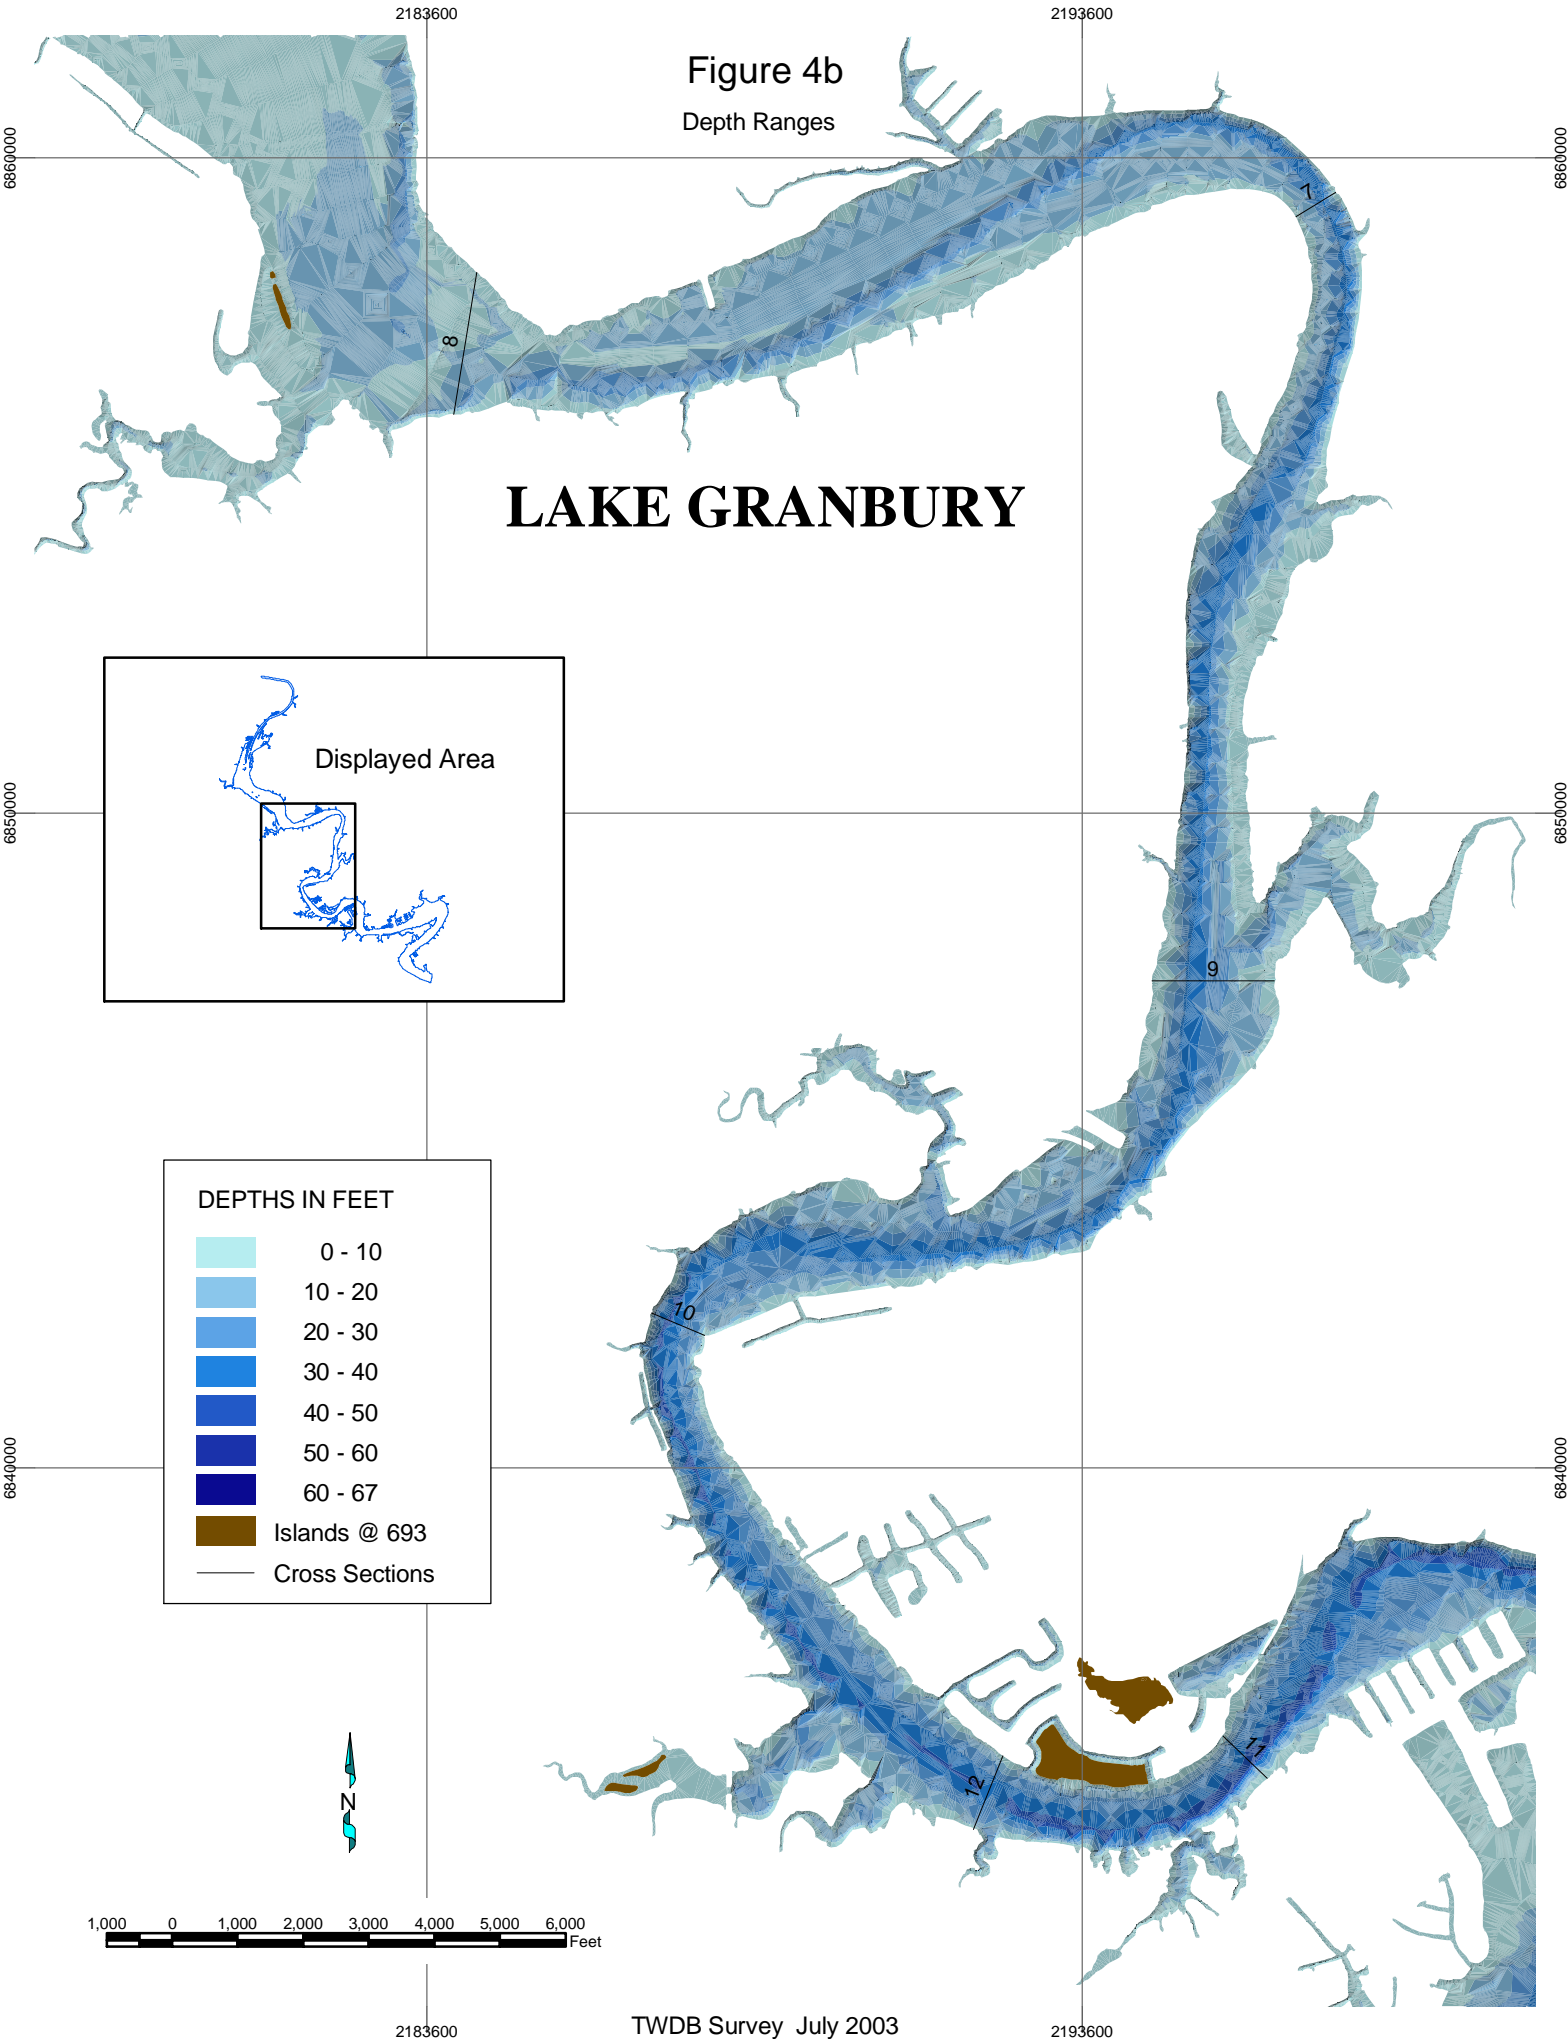 2183600
2193600
Figure 4b
Depth Ranges
6860000
6860000
7
8
LAKE GRANBURY
Displayed Area
6850000
6850000
9
DEPTHS IN FEET
0 - 10
10 - 20
20 - 30
30 - 40
40 - 50
50 - 60
60 - 67
Islands @ 693
Cross Sections
10
6840000
6840000
11
12
N
1,000 0 1,000 2,000 3,000 4,000 5,000 6,000
Feet
2183600
TWDB Survey July 2003
2193600